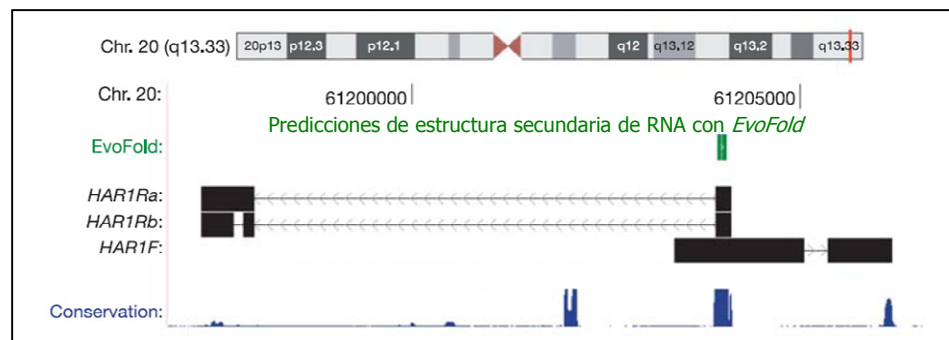 Chr. 20 (q13.33) 20p13 p12.3 p12.1 q12 q13.12 q13.2 q13.33
Chr. 20: 61200000 61205000
Predicciones de estructura secundaria de RNA con EvoFold
EvoFold:
HAR1Ra:
HAR1Rb:
HAR1F:
Conservation: